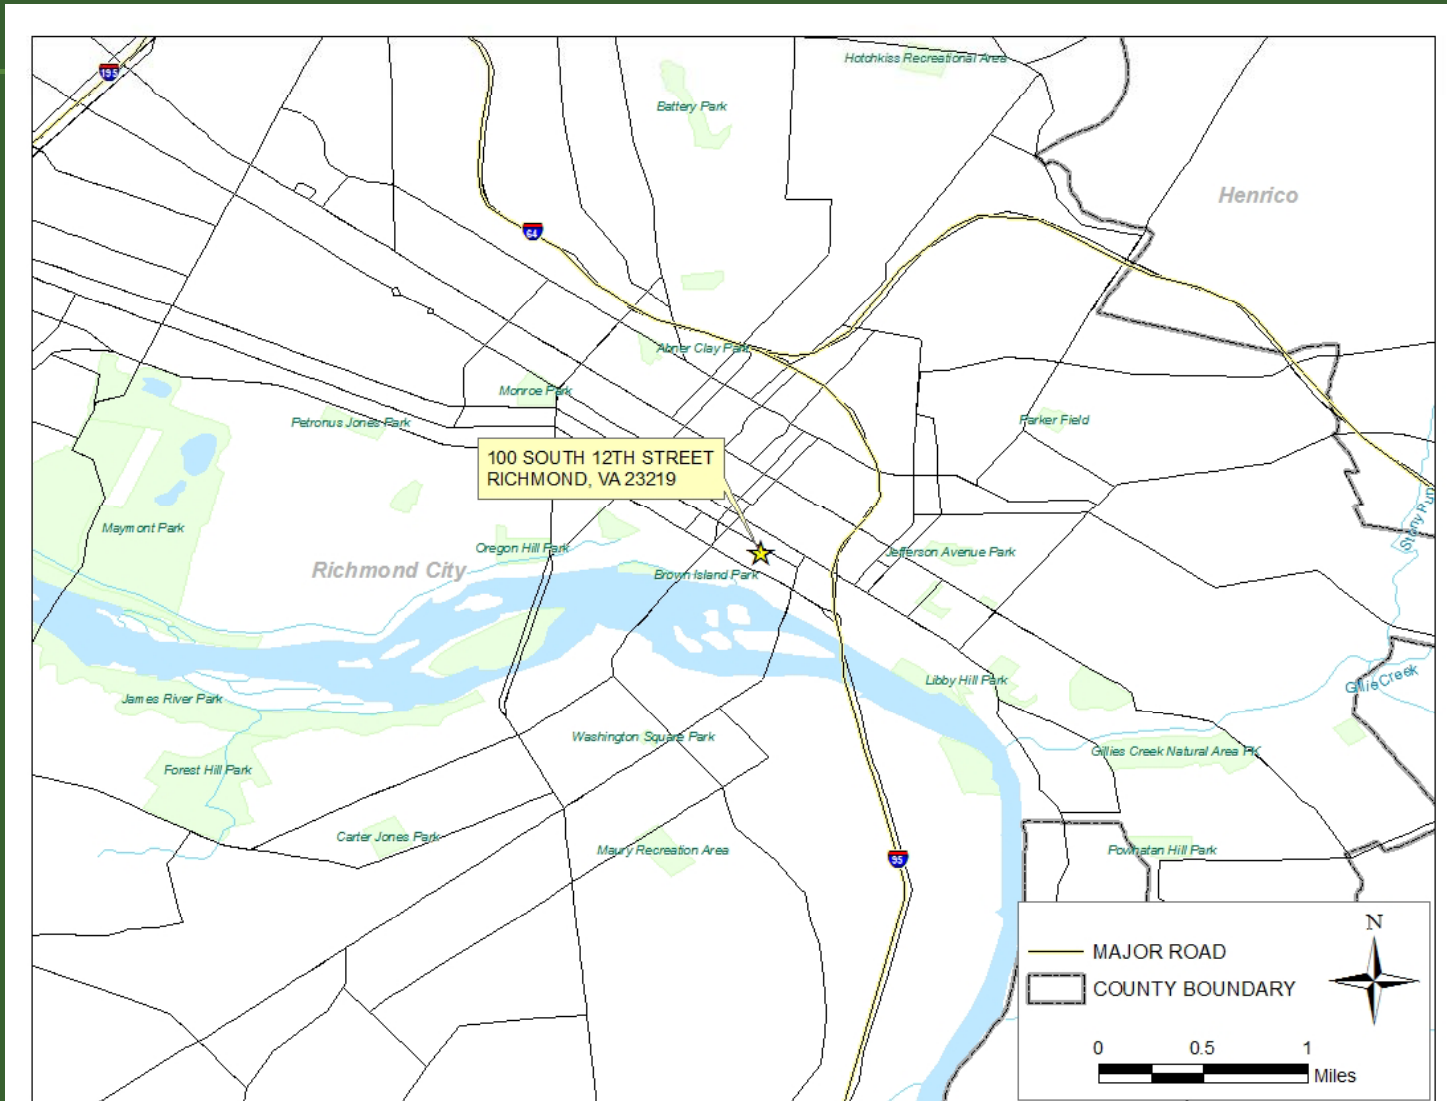 Hotchkiss Recreational Area
195
Battery Park
Henrico
64
Abner Clay Park
Monroe Park
Petronus Jones Park
Parker Field
100 SOUTH 12TH STREET
RICHMOND, VA 23219
Maymont Park
Stony Run
Oregon Hill Park
Jefferson Avenue Park
Richmond City
Brown Island Park
Libby Hill Park
Gillie Creek
James River Park
Washington Square Park
Gillies Creek Natural Area PK
Forest Hill Park
Carter Jones Park
Maury Recreation Area
Powhatan Hill Park
95
N
MAJOR ROAD
COUNTY BOUNDARY
0 0.5 1
Miles